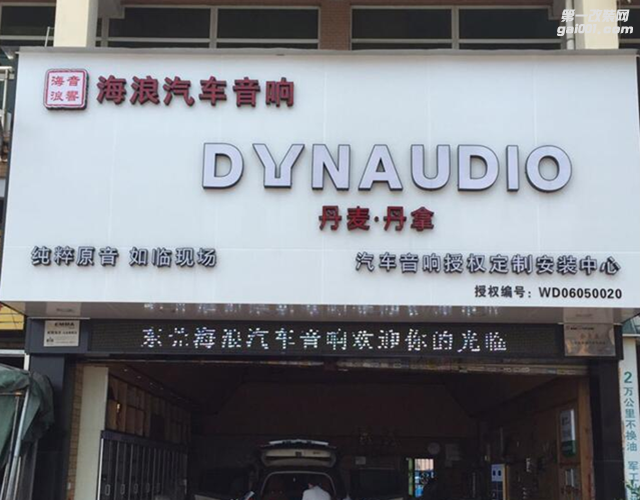 第一改装网
gai001.com
海音
浪響
海浪汽车音响
DYNAUDIO
丹麦·丹拿
纯粹原音 如临现场
汽车音响授权定制安装中心
授权编号：WD06050020
东莞海浪汽车音响欢迎你的光临
2
万公里不换油